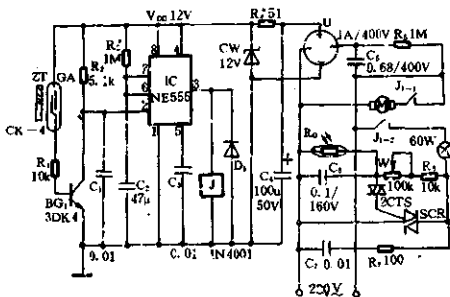 V_DD 12V
R₄ 51
U
1A/400V
R₆ 1M
C₆
0.68/400V
CW
12V
ZT
GA
R₂
5.1k
R₃
1M
8
4
IC
NE555
7
6
2
3
1
5
CK-4
R₁
10k
BG₁
3DK4
C₁
0.01
C₂
47μ
C₃
0.01
J
D₅
1N4001
C₄
100u
50V
M
J₁₋₁
J₁₋₂
60W
R_G
C₅
0.1/
160V
W
100k
R₅
10k
2CTS
SCR
C₇ 0.01
R₇ 100
220V